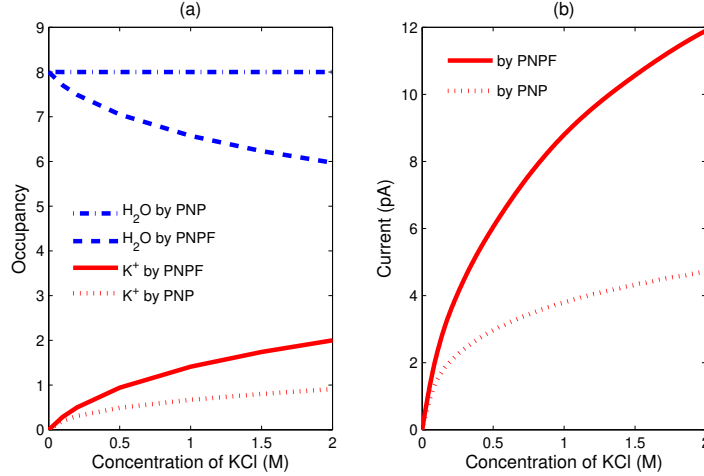 (a)
9
8
7
6
5
4
3
2
1
0
Occupancy
H₂O by PNP
H₂O by PNPF
K⁺ by PNPF
K⁺ by PNP
0 0.5 1 1.5 2
Concentration of KCl (M)
(b)
12
10
8
6
4
2
0
Current (pA)
by PNPF
by PNP
0 0.5 1 1.5 2
Concentration of KCl (M)